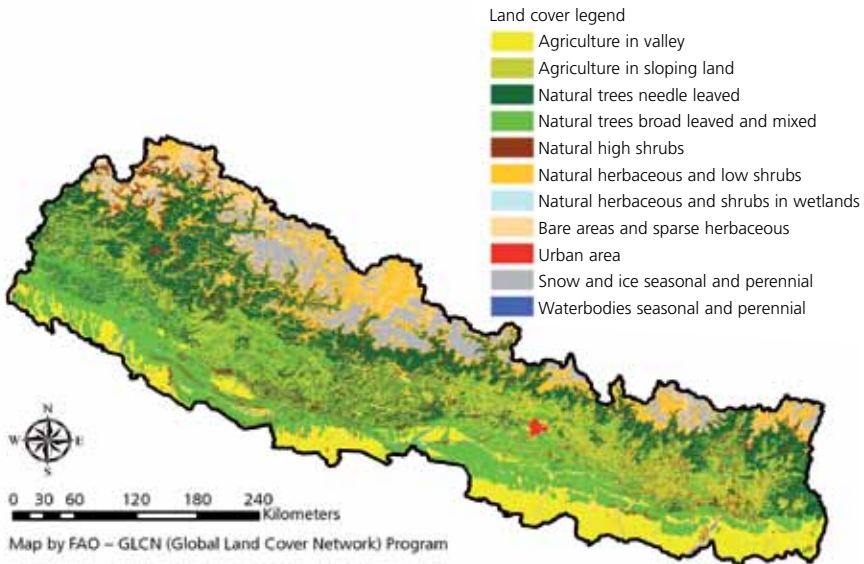 Land cover legend
Agriculture in valley
Agriculture in sloping land
Natural trees needle leaved
Natural trees broad leaved and mixed
Natural high shrubs
Natural herbaceous and low shrubs
Natural herbaceous and shrubs in wetlands
Bare areas and sparse herbaceous
Urban area
Snow and ice seasonal and perennial
Waterbodies seasonal and perennial
N
W E
S
0 30 60 120 180 240
Kilometers
Map by FAO – GLCN (Global Land Cover Network) Program